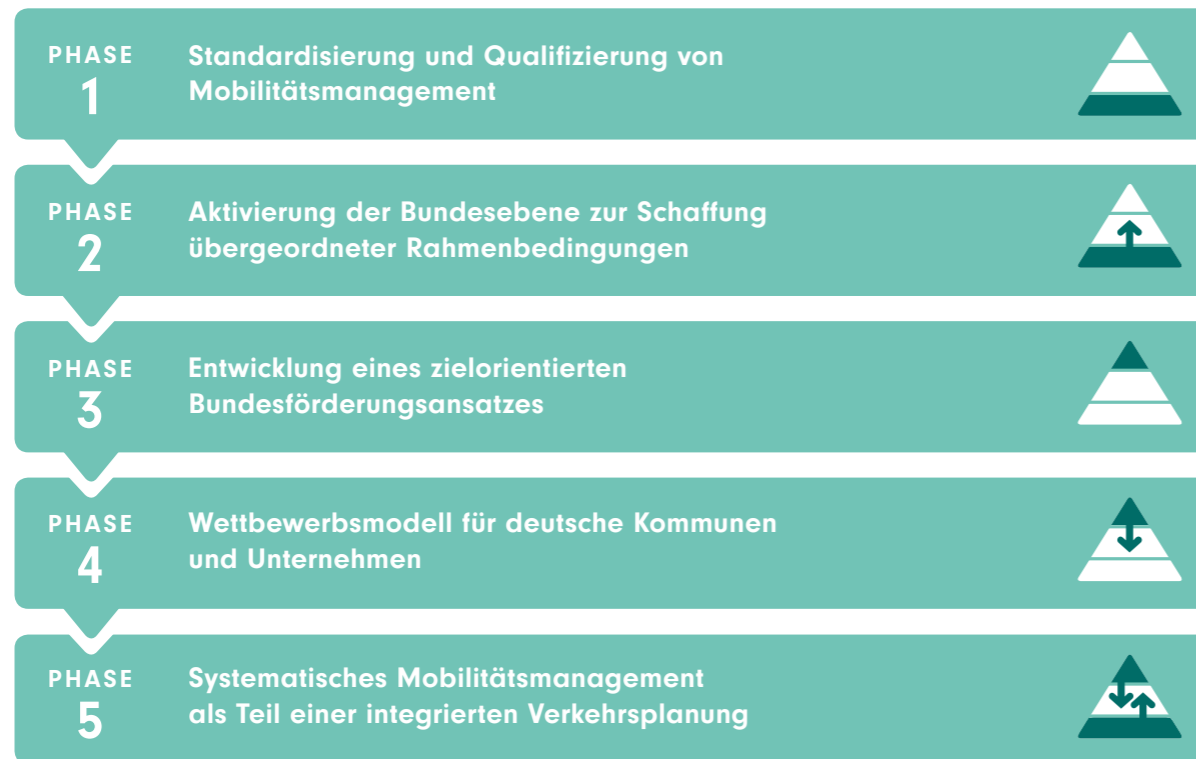 PHASE
1
Standardisierung und Qualifizierung von
Mobilitätsmanagement
PHASE
2
Aktivierung der Bundesebene zur Schaffung
übergeordneter Rahmenbedingungen
PHASE
3
Entwicklung eines zielorientierten
Bundesförderungsansatzes
PHASE
4
Wettbewerbsmodell für deutsche Kommunen
und Unternehmen
PHASE
5
Systematisches Mobilitätsmanagement
als Teil einer integrierten Verkehrsplanung